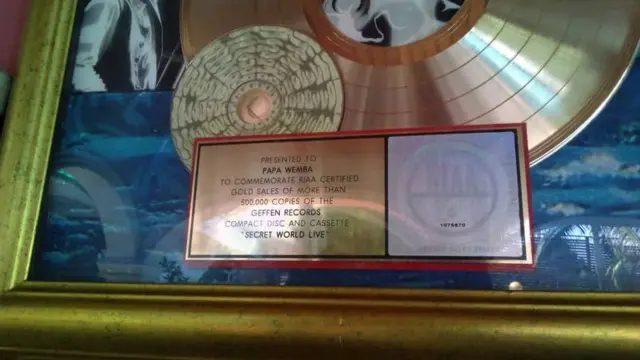 PRESENTED TO
PAPA WEMBA
TO COMMEMORATE RIAA CERTIFIED
GOLD SALES OF MORE THAN
500,000 COPIES OF THE
GEFFEN RECORDS
COMPACT DISC AND CASSETTE
"SECRET WORLD LIVE"
1075870